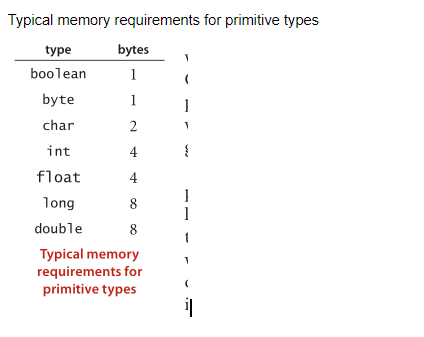 Typical memory requirements for primitive types
type bytes
boolean 1
byte 1
char 2
int 4
float 4
long 8
double 8
Typical memory
requirements for
primitive types